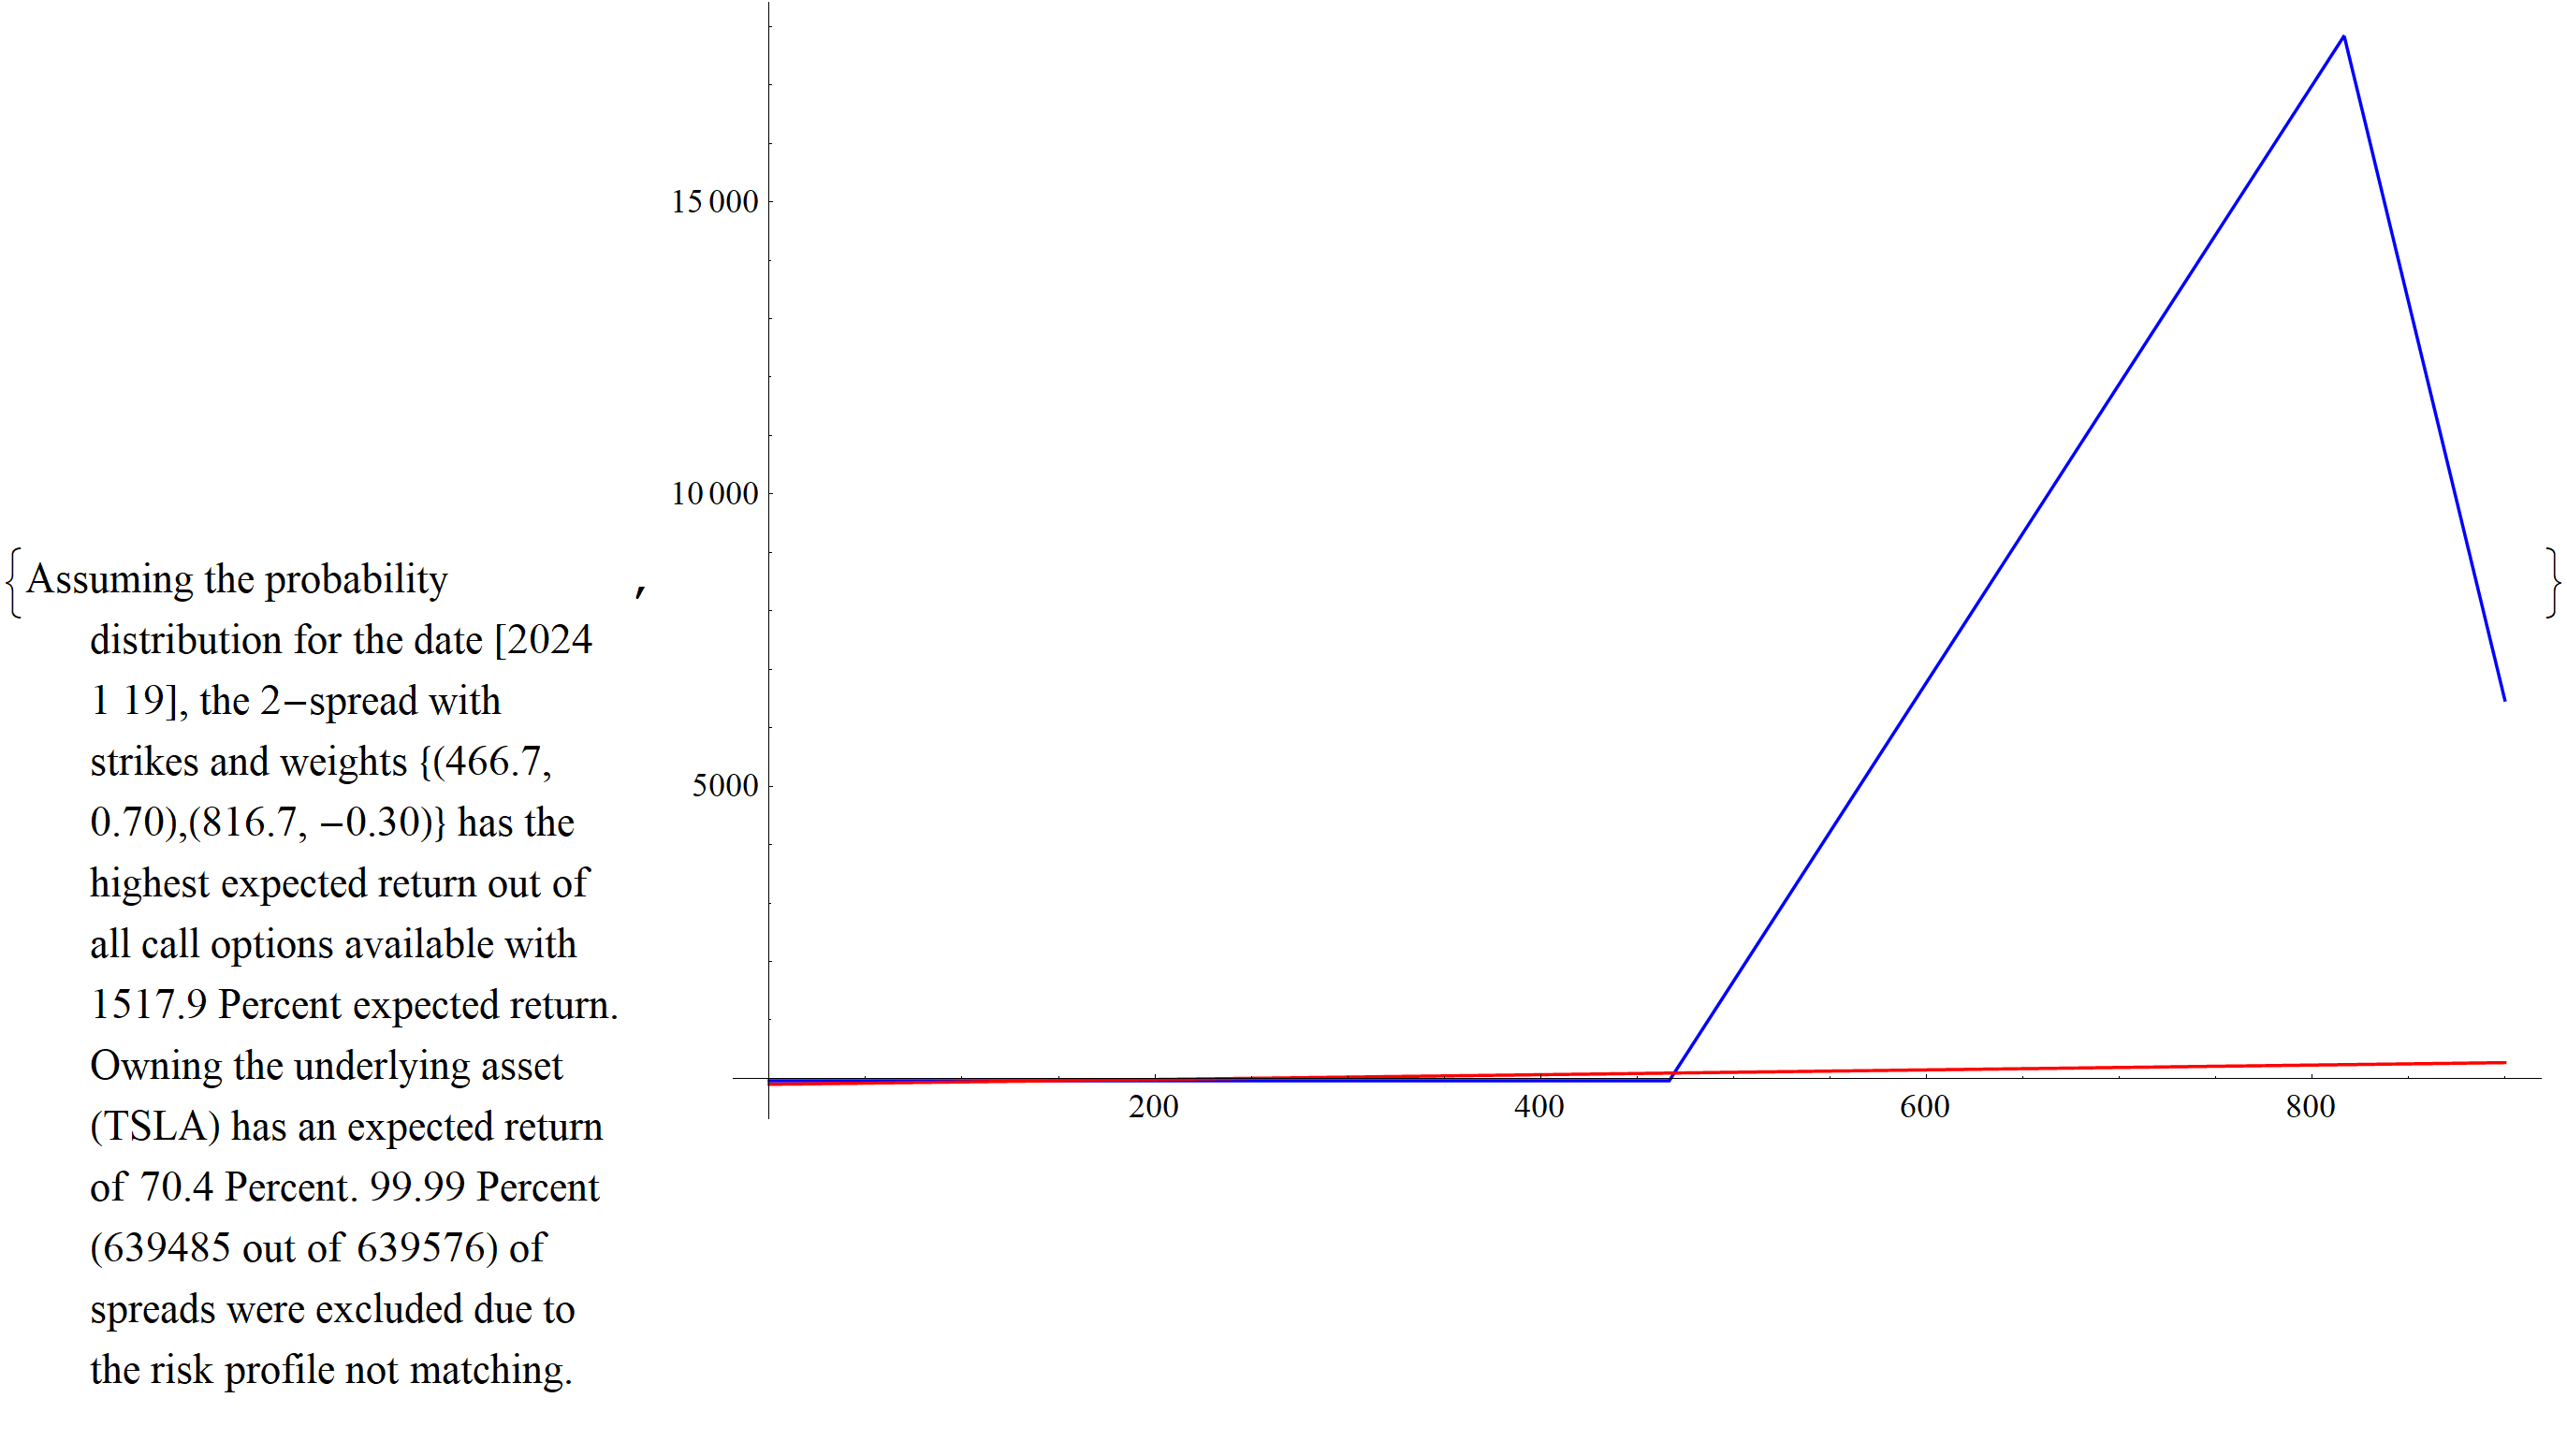 15 000
10 000
5000
200 400 600 800
{Assuming the probability ,
distribution for the date [2024
1 19], the 2−spread with
strikes and weights {(466.7,
0.70),(816.7, −0.30)} has the
highest expected return out of
all call options available with
1517.9 Percent expected return.
Owning the underlying asset
(TSLA) has an expected return
of 70.4 Percent. 99.99 Percent
(639485 out of 639576) of
spreads were excluded due to
the risk profile not matching.
}